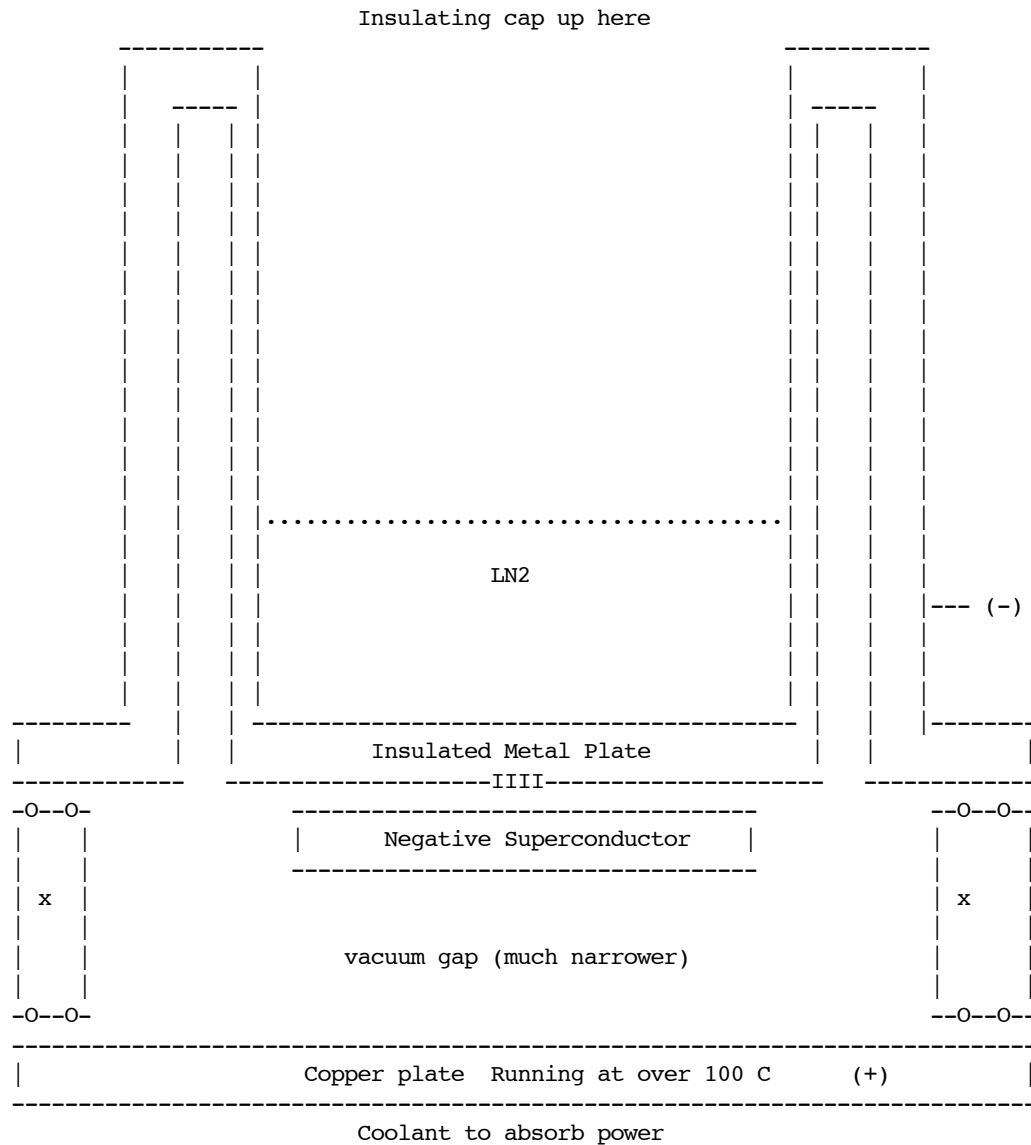 Insulating cap up here
LN2
--- (-)
Insulated Metal Plate
IIII
-O--O- --O--O--
Negative Superconductor
x x
vacuum gap (much narrower)
-O--O- --O--O--
Copper plate Running at over 100 C (+)
Coolant to absorb power